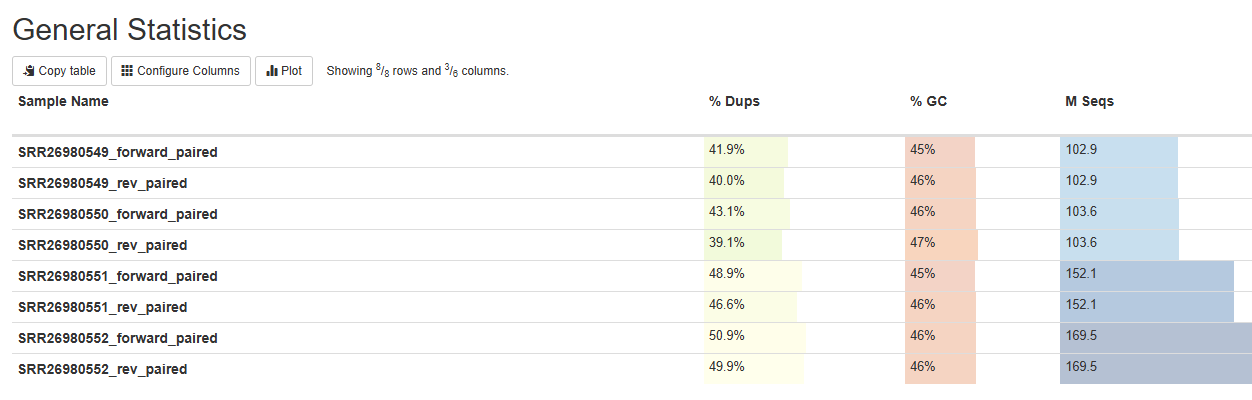 General Statistics
Copy table Configure Columns Plot Showing 8/8 rows and 3/6 columns.
Sample Name % Dups % GC M Seqs
SRR26980549_forward_paired 41.9% 45% 102.9
SRR26980549_rev_paired 40.0% 46% 102.9
SRR26980550_forward_paired 43.1% 46% 103.6
SRR26980550_rev_paired 39.1% 47% 103.6
SRR26980551_forward_paired 48.9% 45% 152.1
SRR26980551_rev_paired 46.6% 46% 152.1
SRR26980552_forward_paired 50.9% 46% 169.5
SRR26980552_rev_paired 49.9% 46% 169.5